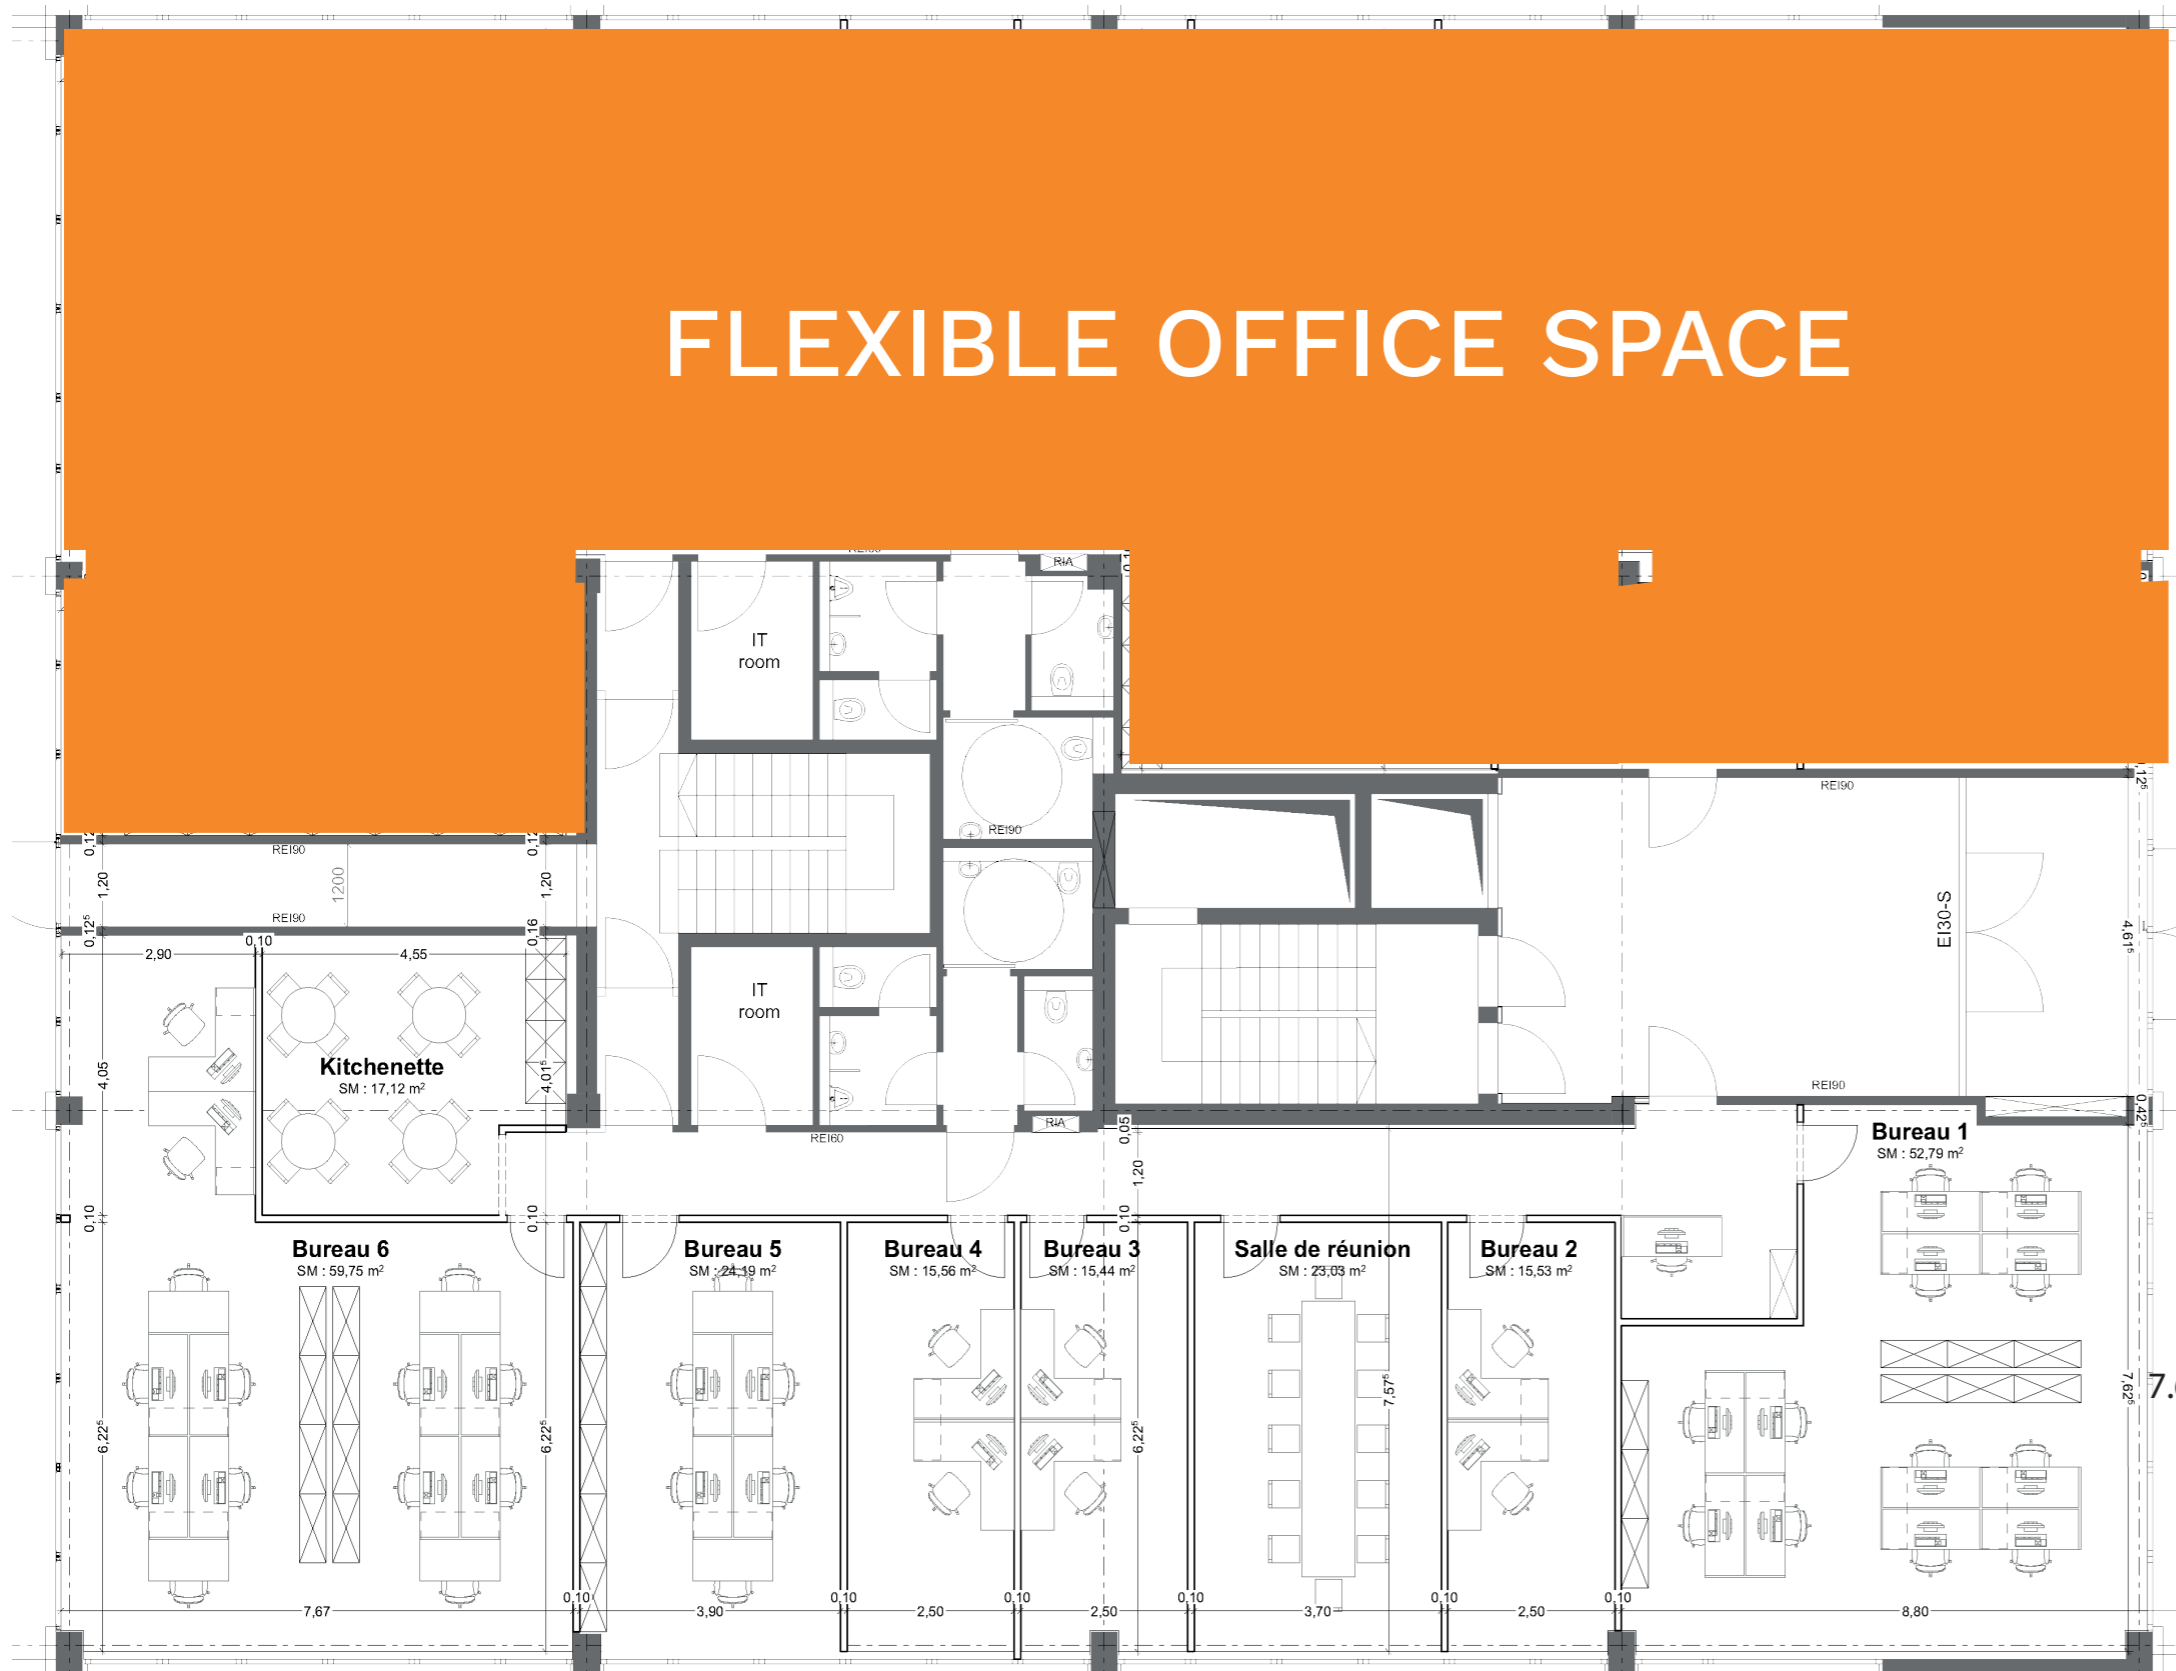 FLEXIBLE OFFICE SPACE
RIA
IT
room
REI90
REI90
REI90
1200
1,20
1,20
REI90
0,12⁵
0,16
EI30-S
4,61⁵
0,10
2,90
4,55
IT
room
Kitchenette
SM : 17,12 m²
4,05
4,01⁵
REI90
0,42⁵
RIA
0,05
REI60
Bureau 1
SM : 52,79 m²
1,20
0,10
0,10
0,10
Bureau 6
SM : 59,75 m²
Bureau 5
SM : 24,19 m²
Bureau 4
SM : 15,56 m²
Bureau 3
SM : 15,44 m²
Salle de réunion
SM : 23,03 m²
Bureau 2
SM : 15,53 m²
7,57⁵
7,62⁵
6,22⁵
6,22⁵
6,22⁵
0,10
0,10
0,10
0,10
0,10
0,10
7,67
3,90
2,50
2,50
3,70
2,50
8,80